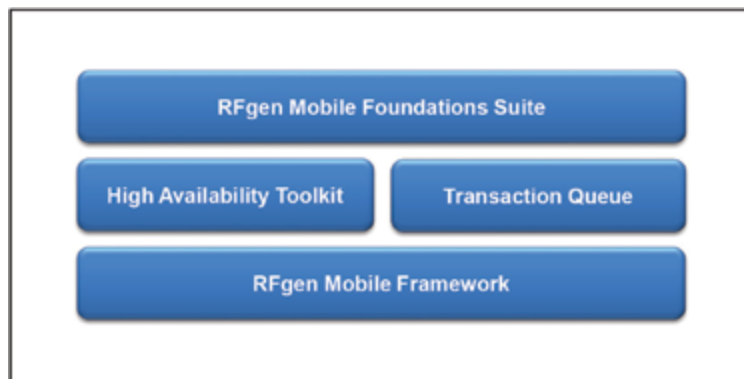 RFgen Mobile Foundations Suite
High Availability Toolkit
Transaction Queue
RFgen Mobile Framework